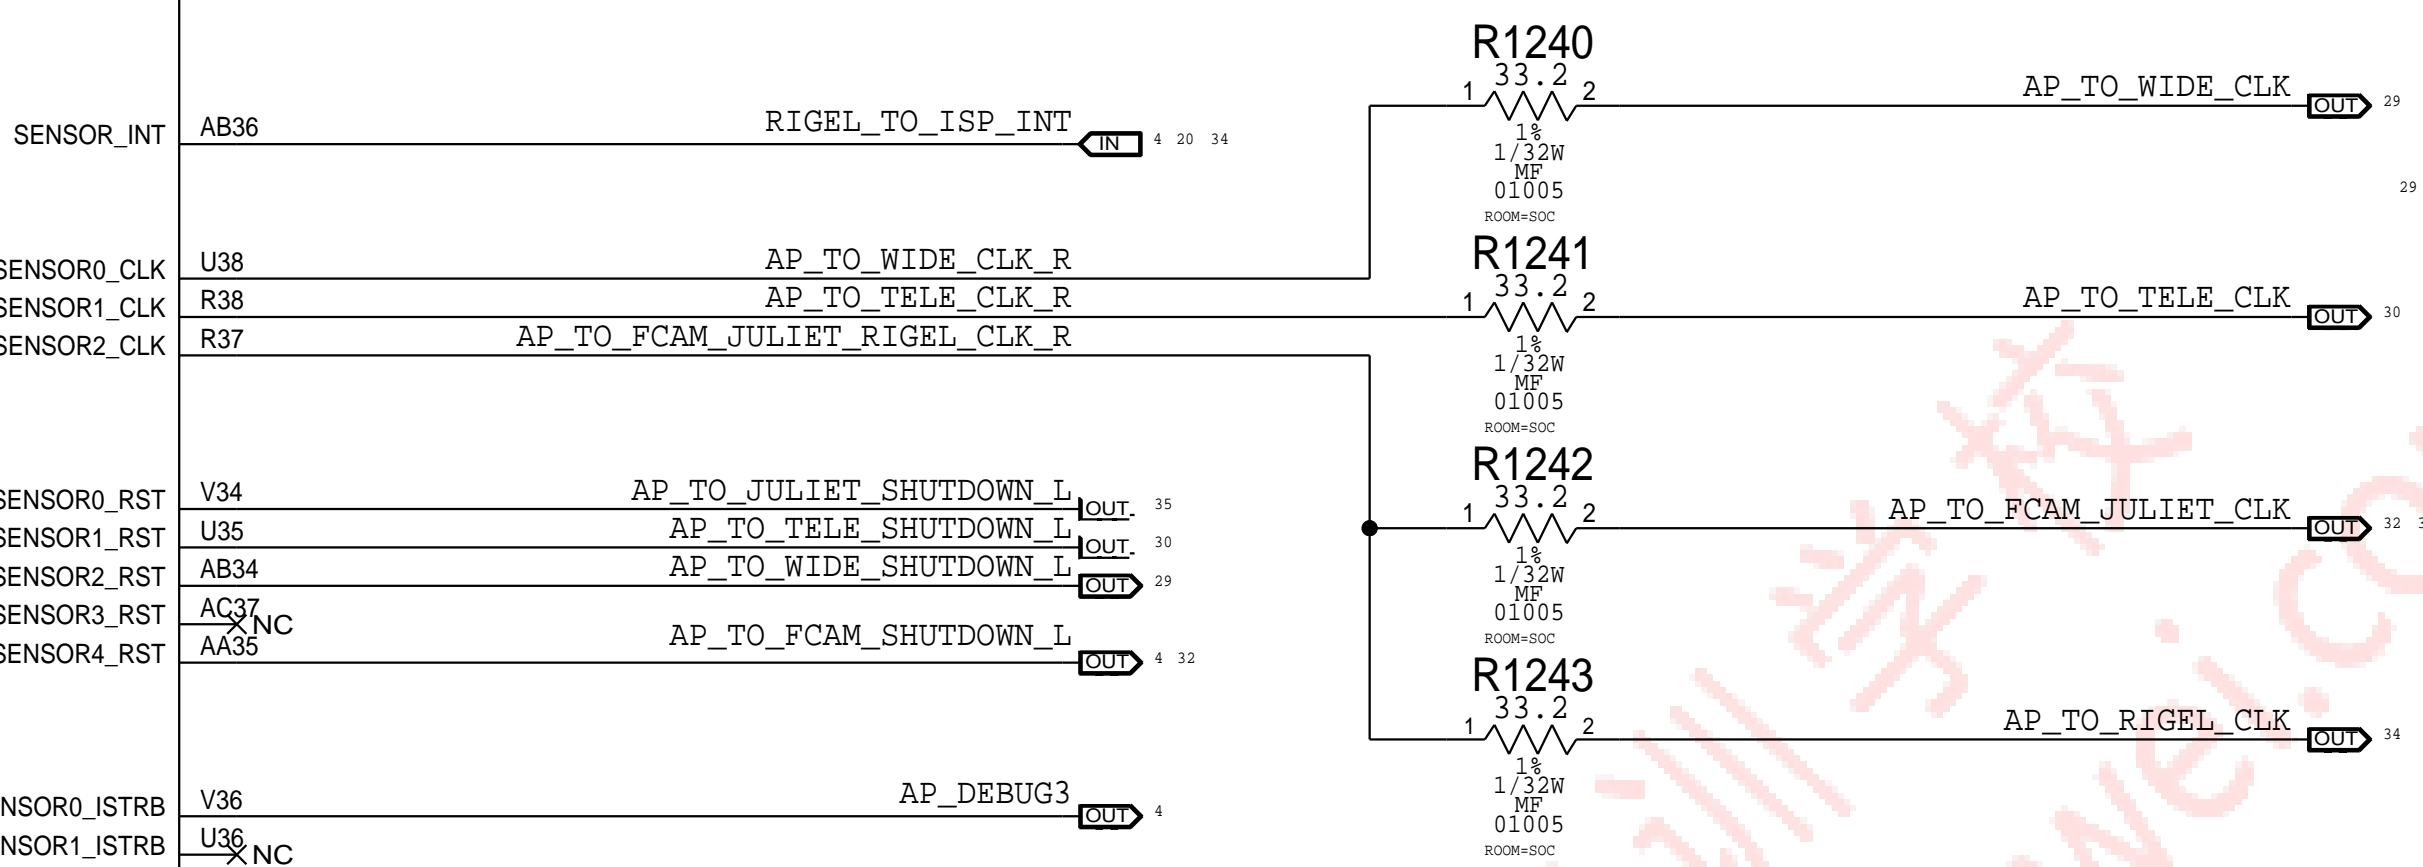 R1240
33.2
1 2
1%
1/32W
MF
01005
ROOM=SOC
AP_TO_WIDE_CLK OUT 29
29
SENSOR_INT AB36 RIGEL_TO_ISP_INT IN 4 20 34
SENSOR0_CLK U38 AP_TO_WIDE_CLK_R
SENSOR1_CLK R38 AP_TO_TELE_CLK_R
SENSOR2_CLK R37 AP_TO_FCAM_JULIET_RIGEL_CLK_R
R1241
33.2
1 2
1%
1/32W
MF
01005
ROOM=SOC
AP_TO_TELE_CLK OUT 30
SENSOR0_RST V34 AP_TO_JULIET_SHUTDOWN_L OUT 35
SENSOR1_RST U35 AP_TO_TELE_SHUTDOWN_L OUT 30
SENSOR2_RST AB34 AP_TO_WIDE_SHUTDOWN_L OUT 29
SENSOR3_RST AC37 NC
SENSOR4_RST AA35 AP_TO_FCAM_SHUTDOWN_L OUT 4 32
R1242
33.2
1 2
1%
1/32W
MF
01005
ROOM=SOC
AP_TO_FCAM_JULIET_CLK OUT 32
R1243
33.2
1 2
1%
1/32W
MF
01005
ROOM=SOC
AP_TO_RIGEL_CLK OUT 34
NSOR0_ISTRB V36 AP_DEBUG3 OUT 4
NSOR1_ISTRB U36 NC